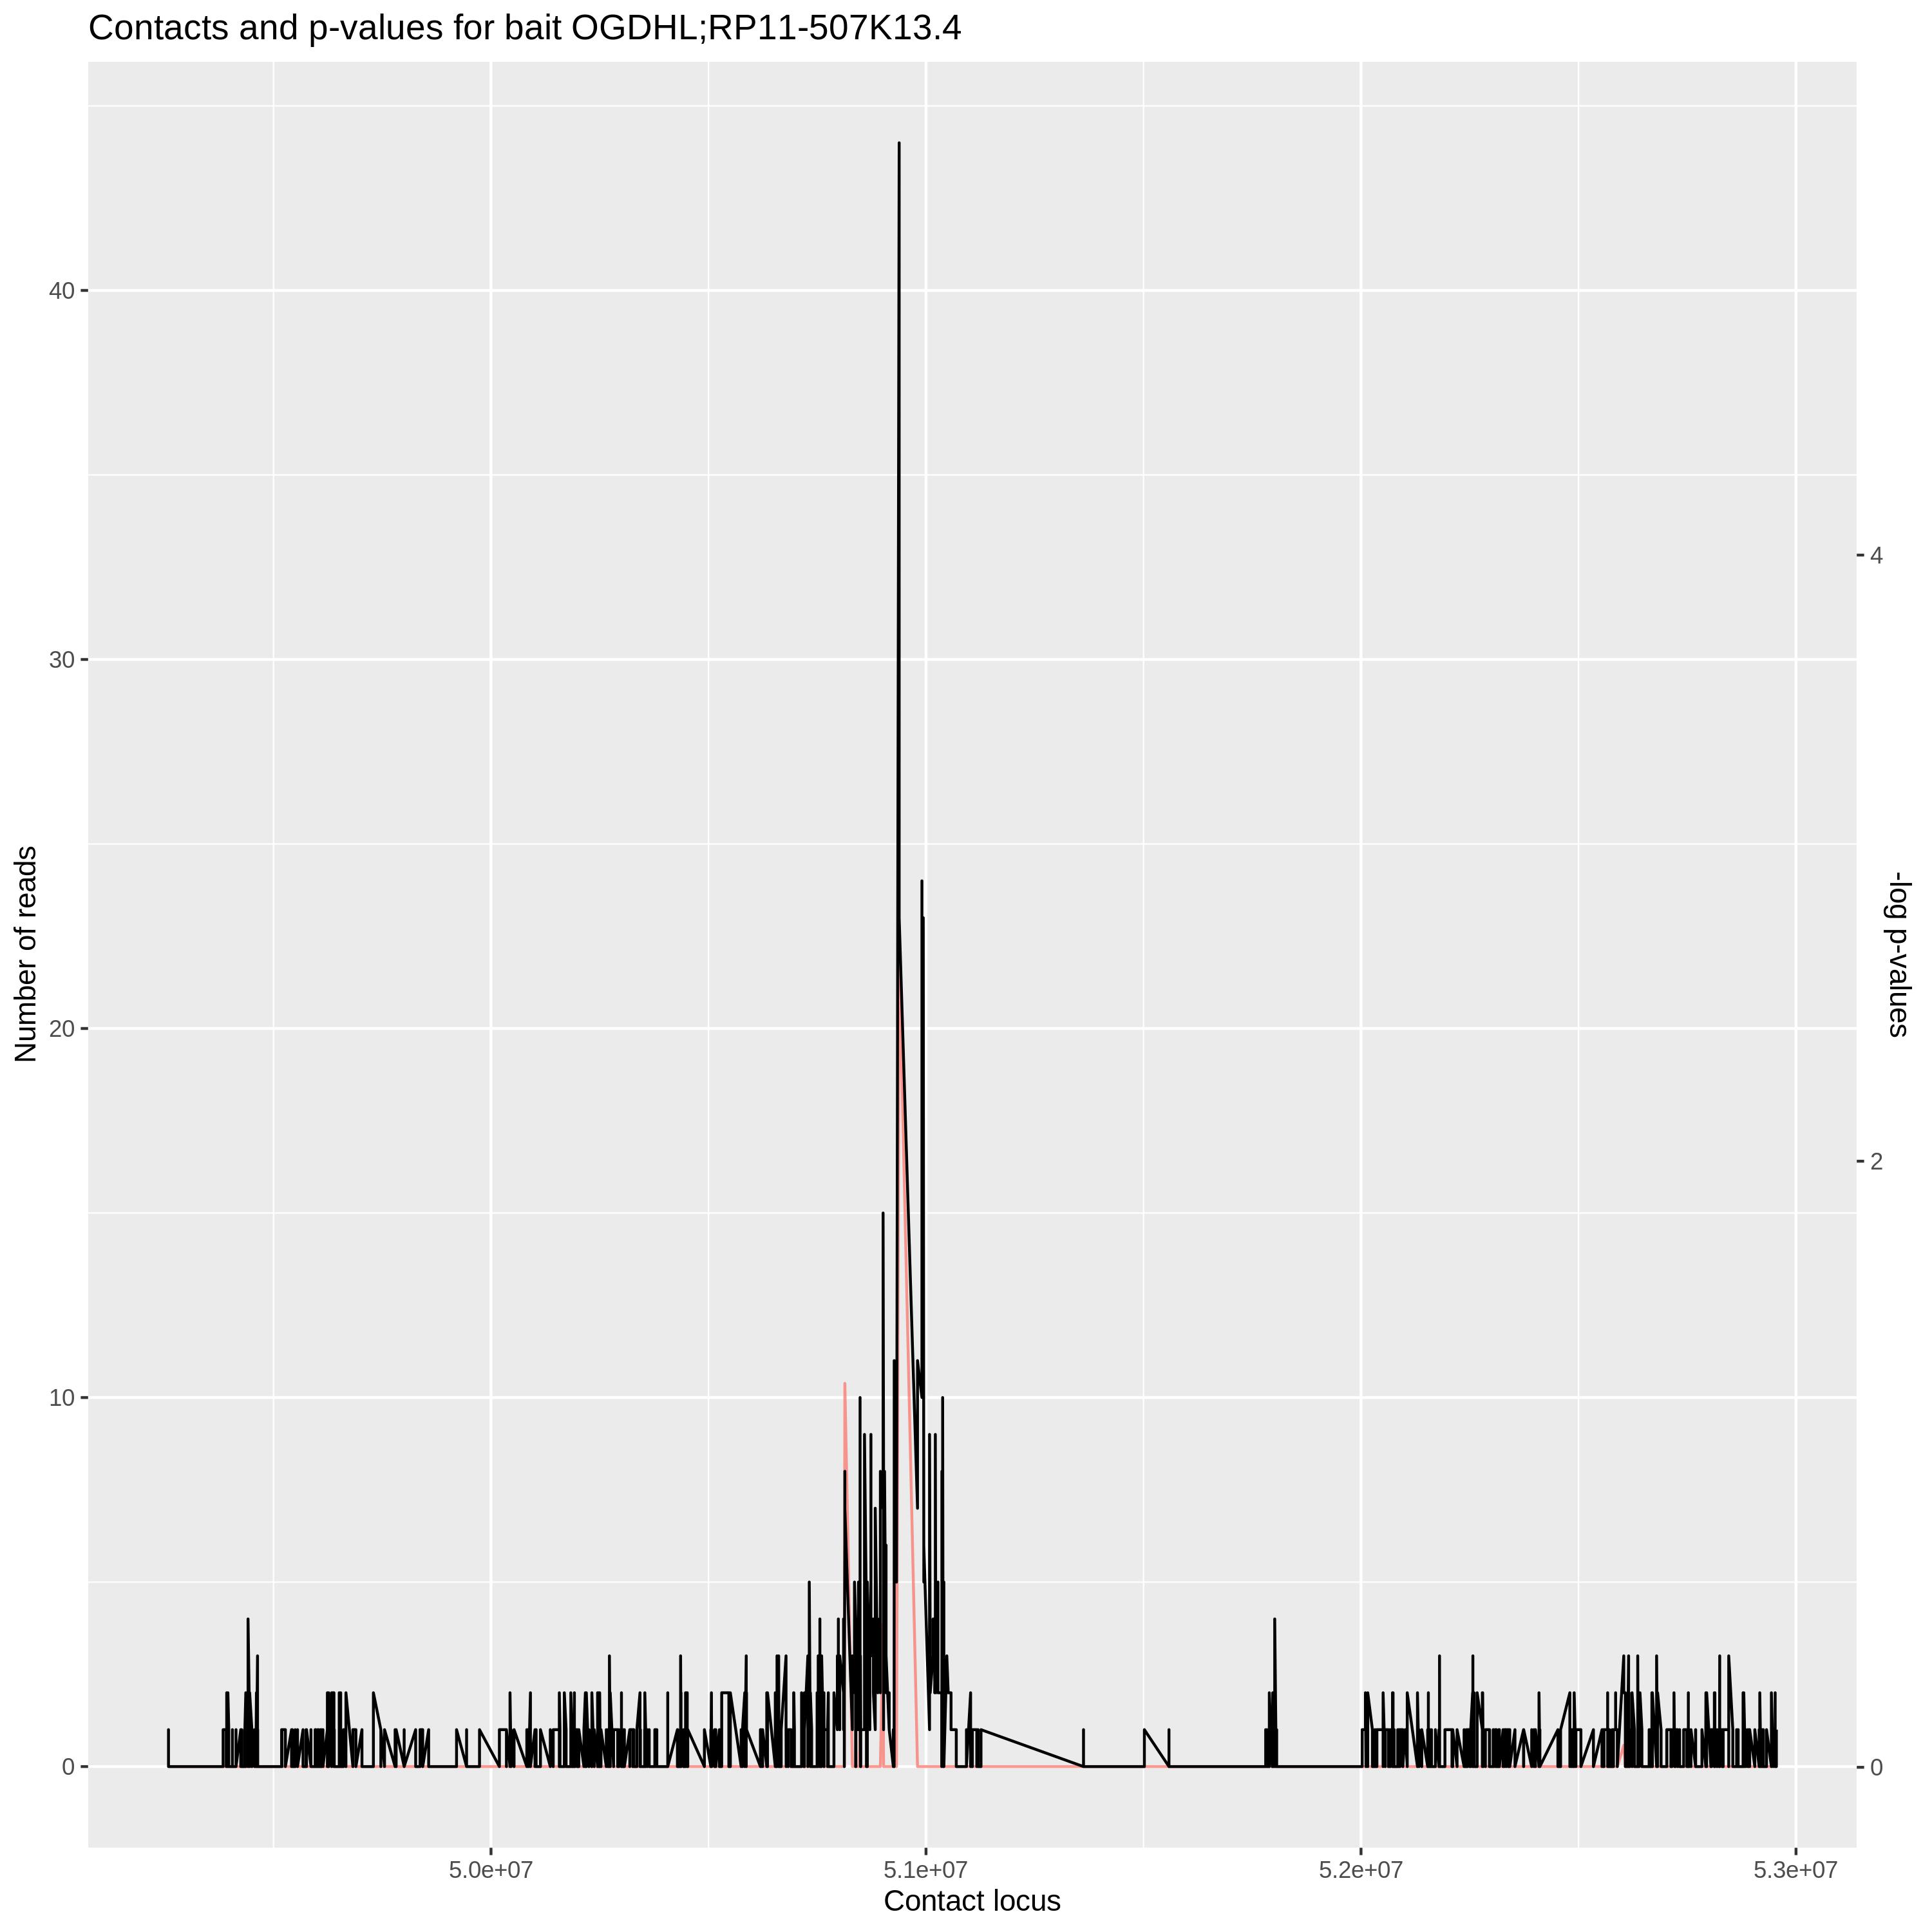 Contacts and p-values for bait OGDHL;RP11-507K13.4
40
30
20
10
0
Number of reads
4
2
0
-log p-values
5.0e+07
5.1e+07
5.2e+07
5.3e+07
Contact locus